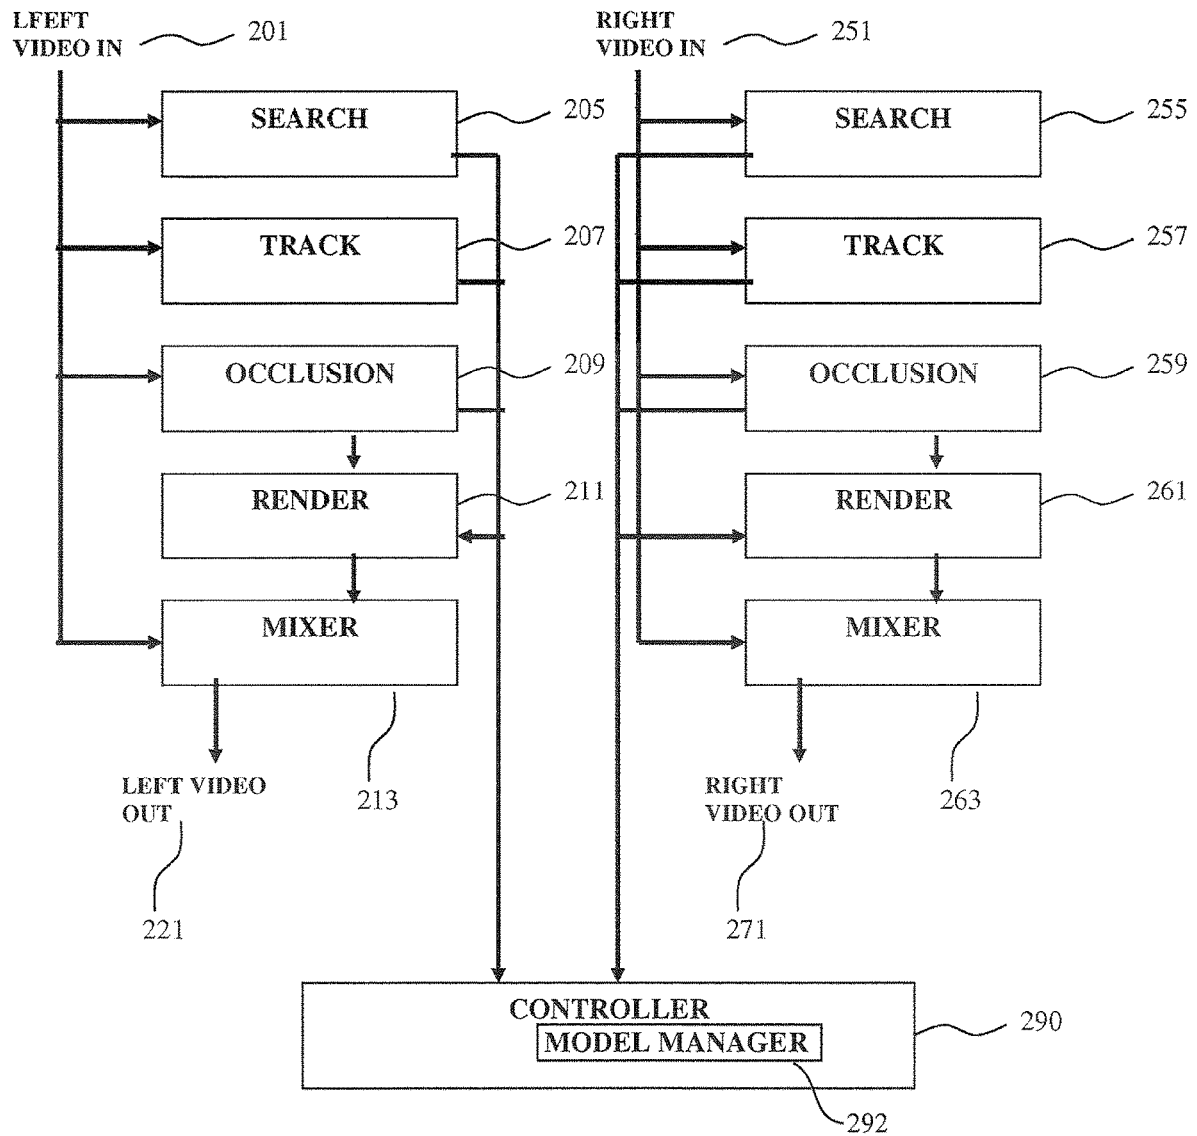 LFEFT
VIDEO IN
201
RIGHT
VIDEO IN
251
SEARCH
205
SEARCH
255
TRACK
207
TRACK
257
OCCLUSION
209
OCCLUSION
259
RENDER
211
RENDER
261
MIXER
MIXER
LEFT VIDEO
OUT
213
RIGHT
VIDEO OUT
263
221
271
CONTROLLER
MODEL MANAGER
290
292